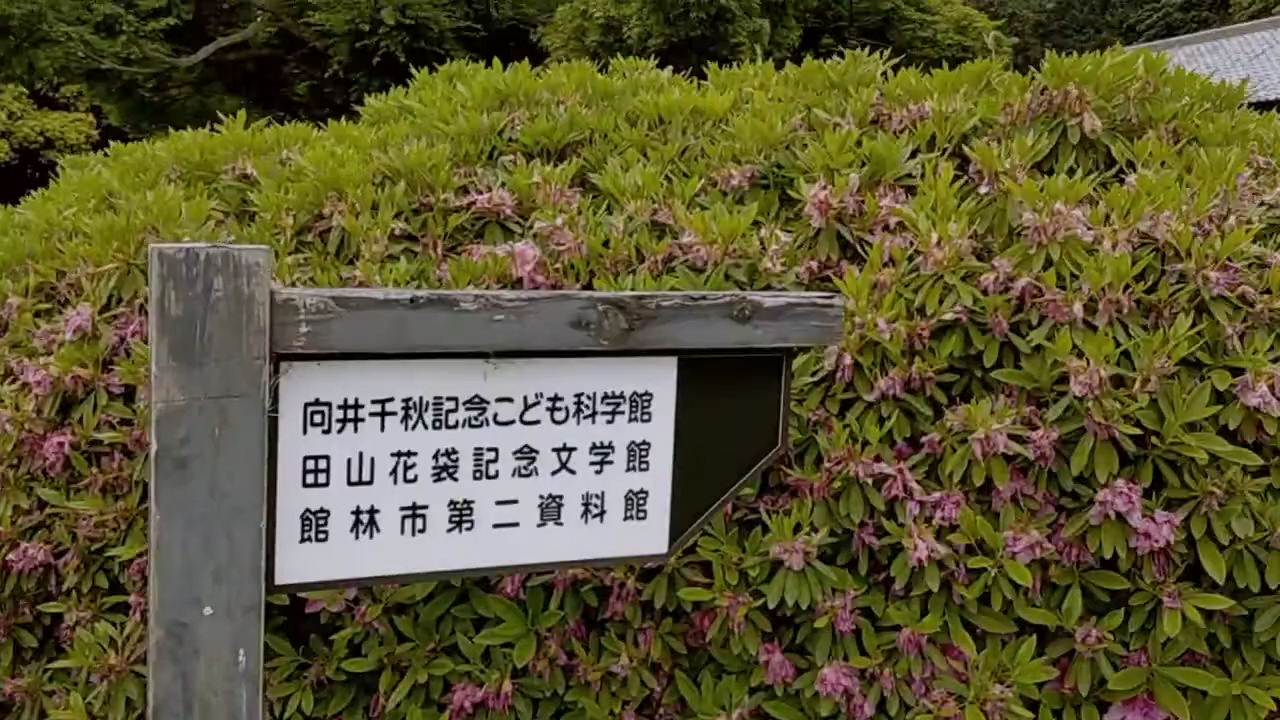 向井千秋記念こども科学館
田山花袋記念文学館
館林市第二資料館